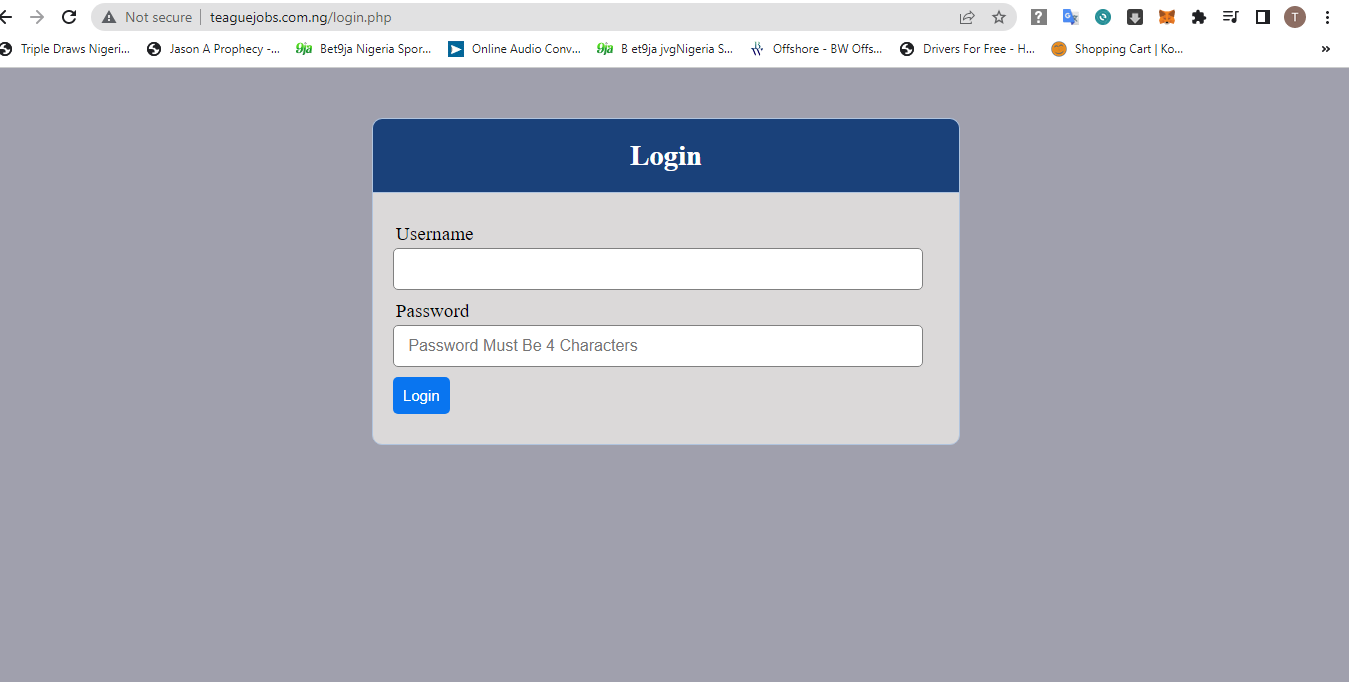 Not secure teaguejobs.com.ng/login.php T
Triple Draws Nigeri... Jason A Prophecy -... 9ja Bet9ja Nigeria Spor... Online Audio Conv... 9ja B et9ja jvgNigeria S... Offshore - BW Offs... Drivers For Free - H... Shopping Cart | Ko... »
Login
Username
Password
Password Must Be 4 Characters
Login